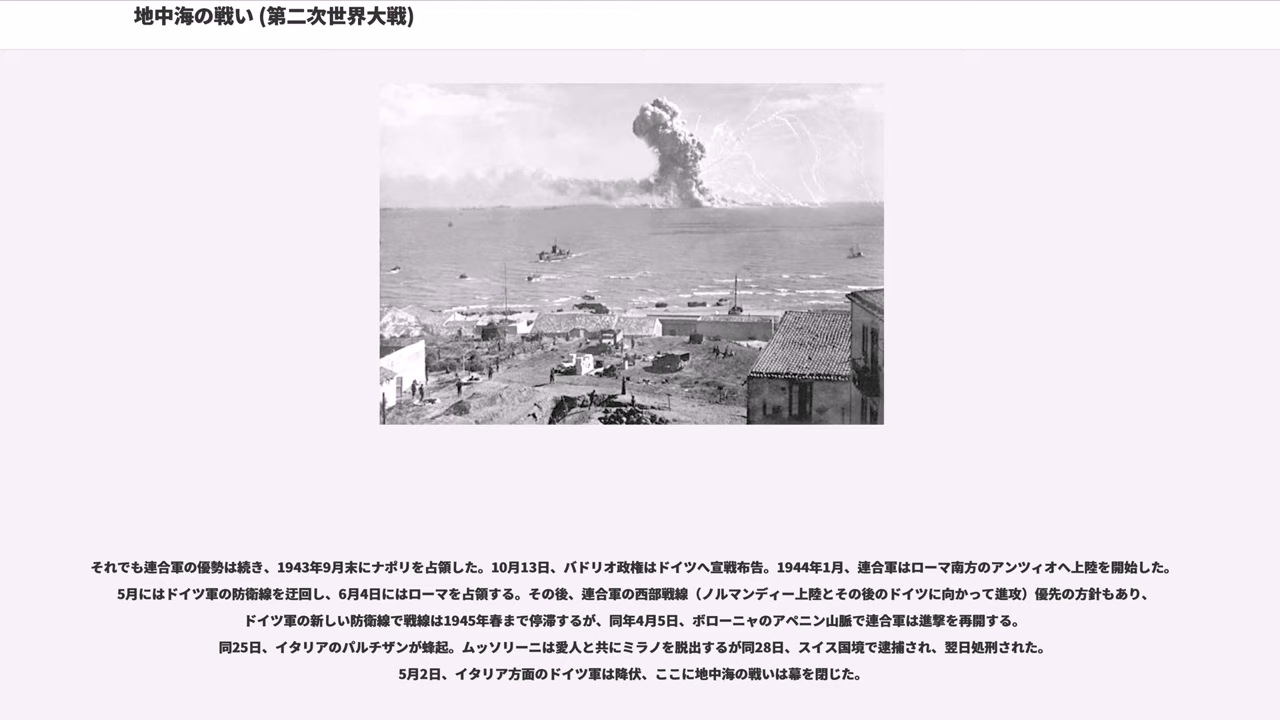 地中海の戦い (第二次世界大戦)
それでも連合軍の優勢は続き、1943年9月末にナポリを占領した。10月13日、バドリオ政権はドイツへ宣戦布告。1944年1月、連合軍はローマ南方のアンツィオへ上陸を開始した。
5月にはドイツ軍の防衛線を迂回し、6月4日にはローマを占領する。その後、連合軍の西部戦線（ノルマンディー上陸とその後のドイツに向かって進攻）優先の方針もあり、
ドイツ軍の新しい防衛線で戦線は1945年春まで停滞するが、同年4月5日、ボローニャのアペニン山脈で連合軍は進撃を再開する。
同25日、イタリアのパルチザンが蜂起。ムッソリーニは愛人と共にミラノを脱出するが同28日、スイス国境で逮捕され、翌日処刑された。
5月2日、イタリア方面のドイツ軍は降伏、ここに地中海の戦いは幕を閉じた。